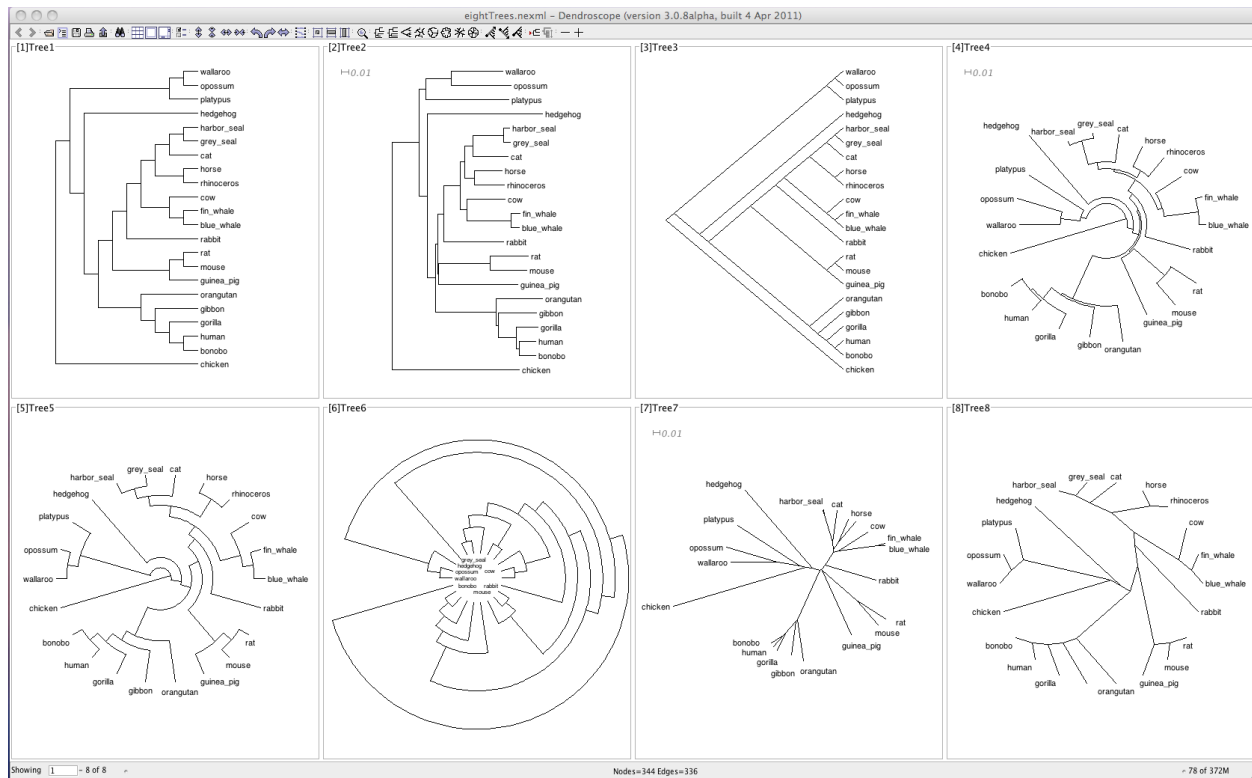 eightTrees.nexml – Dendroscope (version 3.0.8alpha, built 4 Apr 2011)
[1]Tree1
wallaroo
opossum
platypus
hedgehog
harbor_seal
grey_seal
cat
horse
rhinoceros
cow
fin_whale
blue_whale
rabbit
rat
mouse
guinea_pig
orangutan
gibbon
gorilla
human
bonobo
chicken
[2]Tree2
0.01
wallaroo
opossum
platypus
hedgehog
harbor_seal
grey_seal
cat
horse
rhinoceros
cow
fin_whale
blue_whale
rabbit
rat
mouse
guinea_pig
orangutan
gibbon
gorilla
human
bonobo
chicken
[3]Tree3
wallaroo
opossum
platypus
hedgehog
harbor_seal
grey_seal
cat
horse
rhinoceros
cow
fin_whale
blue_whale
rabbit
rat
mouse
guinea_pig
orangutan
gibbon
gorilla
human
bonobo
chicken
[4]Tree4
0.01
grey_seal
hedgehog
harbor_seal
cat
horse
rhinoceros
platypus
cow
opossum
fin_whale
blue_whale
wallaroo
chicken
rabbit
bonobo
rat
mouse
human
guinea_pig
gorilla
gibbon
orangutan
[5]Tree5
grey_seal
cat
harbor_seal
horse
hedgehog
rhinoceros
platypus
cow
opossum
fin_whale
wallaroo
blue_whale
chicken
rabbit
bonobo
rat
human
mouse
gorilla
guinea_pig
gibbon
orangutan
[6]Tree6
grey_seal
hedgehog
opossum
cow
wallaroo
bonobo
rabbit
mouse
[7]Tree7
0.01
hedgehog
harbor_seal
cat
horse
platypus
cow
fin_whale
opossum
blue_whale
wallaroo
rabbit
chicken
rat
mouse
bonobo
guinea_pig
human
gorilla
gibbon
orangutan
[8]Tree8
grey_seal
cat
harbor_seal
horse
hedgehog
rhinoceros
platypus
cow
opossum
fin_whale
wallaroo
blue_whale
chicken
rabbit
bonobo
rat
human
mouse
gorilla
guinea_pig
orangutan
Showing 1 – 8 of 8
Nodes=344 Edges=336
78 of 372M